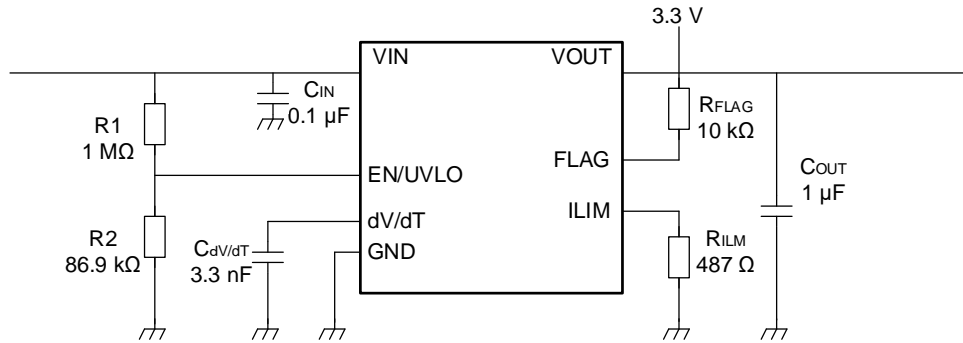 3.3 V
VIN
VOUT
CIN
0.1 µF
R1
1 MΩ
RFLAG
10 kΩ
FLAG
EN/UVLO
COUT
1 µF
dV/dT
ILIM
R2
86.9 kΩ
CdV/dT
3.3 nF
GND
RILM
487 Ω